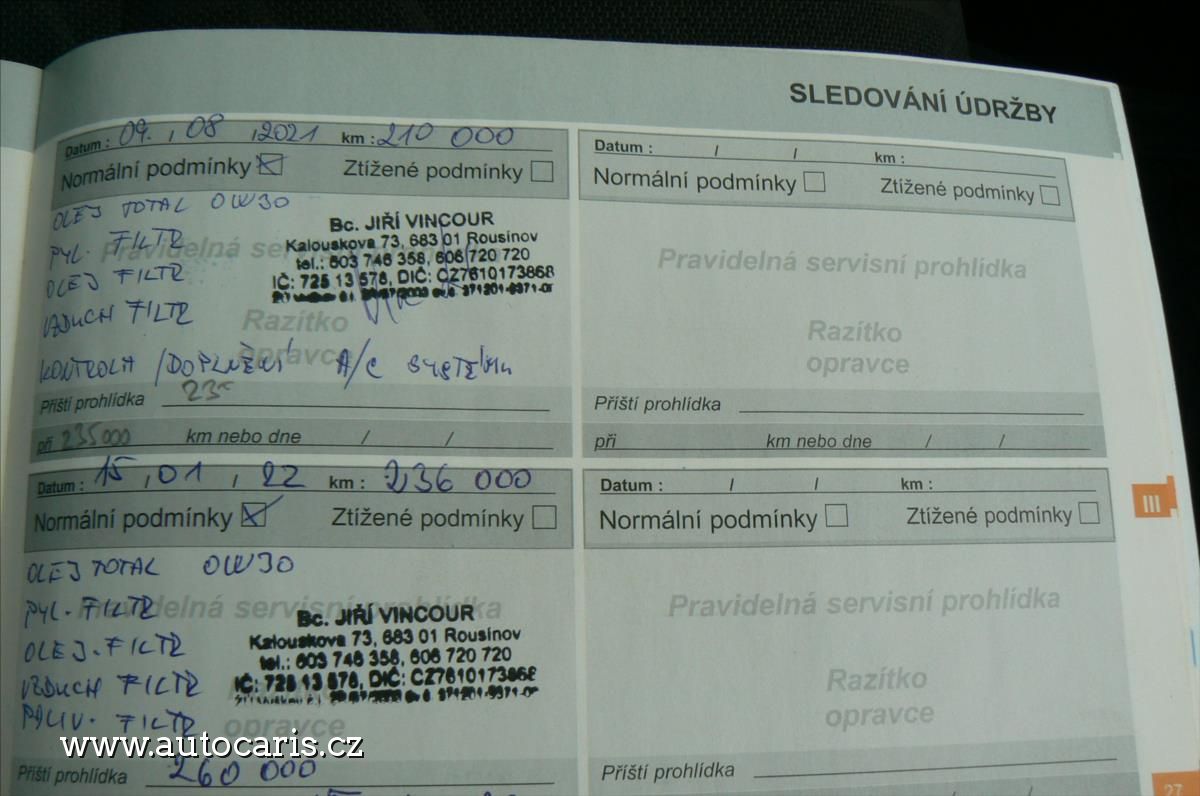 SLEDOVÁNÍ ÚDRŽBY
Datum : 09. , 08 , 2021 km : 210 000
Normální podmínky Ztížené podmínky
OLEJ TOTAL 0W30
PYL. FILTR
OLEJ FILTR
VZDUCH FILTR
KONTROLA /DOPLNĚNÍ A/C SYSTÉMU
Pravidelná servisní prohlídka
Bc. JIŘÍ VINCOUR
Kalouskova 73, 683 01 Rousínov
tel.: 603 746 358, 606 720 720
IČ: 725 13 578, DIČ: CZ7610173868
Razítko
opravce
Příští prohlídka 235
při 235 000 km nebo dne / /
Datum : 15 , 01 , 22 km : 236 000
Normální podmínky Ztížené podmínky
OLEJ TOTAL 0W30
PYL. FILTR
OLEJ. FILTR
VZDUCH FILTR
PALIV. FILTR
Pravidelná servisní prohlídka
Bc. JIŘÍ VINCOUR
Kalouskova 73, 683 01 Rousínov
tel.: 603 746 358, 606 720 720
IČ: 725 13 578, DIČ: CZ7610173868
opravce
Příští prohlídka 260 000
Datum : / / km :
Normální podmínky Ztížené podmínky
Pravidelná servisní prohlídka
Razítko
opravce
Příští prohlídka
při km nebo dne / /
Datum : / / km :
Normální podmínky Ztížené podmínky
Pravidelná servisní prohlídka
Razítko
opravce
Příští prohlídka
III
27
www.autocaris.cz